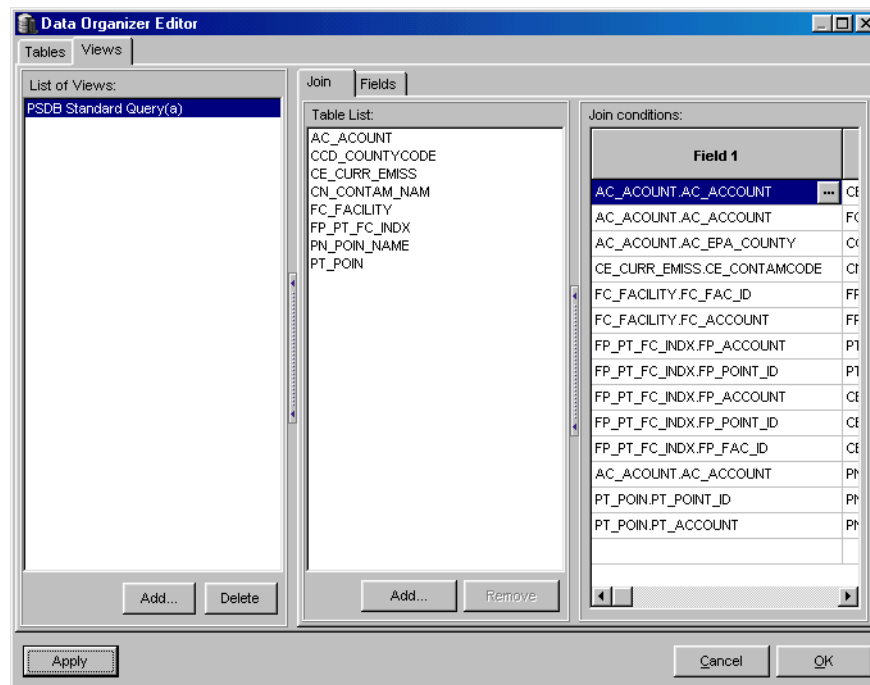 Data Organizer Editor
Tables Views
List of Views:
PSDB Standard Query(a)
Add... Delete
Join Fields
Table List:
AC_ACOUNT
CCD_COUNTYCODE
CE_CURR_EMISS
CN_CONTAM_NAM
FC_FACILITY
FP_PT_FC_INDX
PN_POIN_NAME
PT_POIN
Add... Remove
Join conditions:
Field 1
AC_ACOUNT.AC_ACCOUNT ...
AC_ACOUNT.AC_ACCOUNT
AC_ACOUNT.AC_EPA_COUNTY
CE_CURR_EMISS.CE_CONTAMCODE
FC_FACILITY.FC_FAC_ID
FC_FACILITY.FC_ACCOUNT
FP_PT_FC_INDX.FP_ACCOUNT
FP_PT_FC_INDX.FP_POINT_ID
FP_PT_FC_INDX.FP_ACCOUNT
FP_PT_FC_INDX.FP_POINT_ID
FP_PT_FC_INDX.FP_FAC_ID
AC_ACOUNT.AC_ACCOUNT
PT_POIN.PT_POINT_ID
PT_POIN.PT_ACCOUNT
Apply Cancel OK